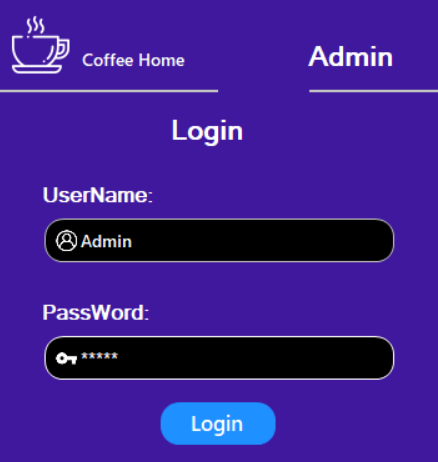 Coffee Home
Admin
Login
UserName:
Admin
PassWord:
*****
Login